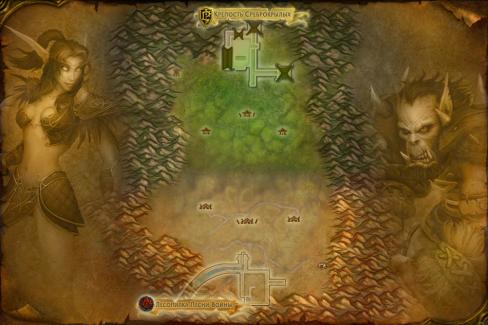 Крепость Среброкрылых
Лесопилка Песни Войны